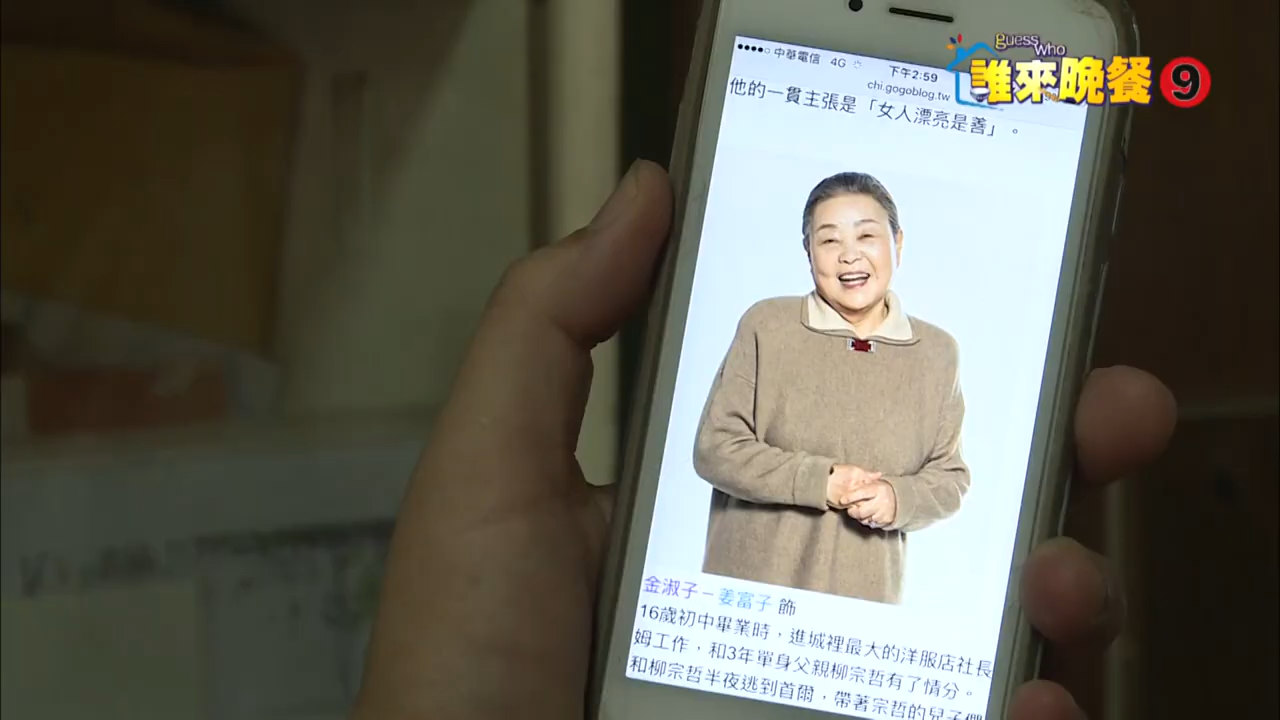 guess who
誰來晚餐9
中華電信 4G 下午2:59
chi.gogoblog.tw
他的一貫主張是「女人漂亮是善」。
金淑子－姜富子 飾
16歲初中畢業時，進城裡最大的洋服店社長
姆工作，和3年單身父親柳宗哲有了情分。
和柳宗哲半夜逃到首爾，帶著宗哲的兒子們